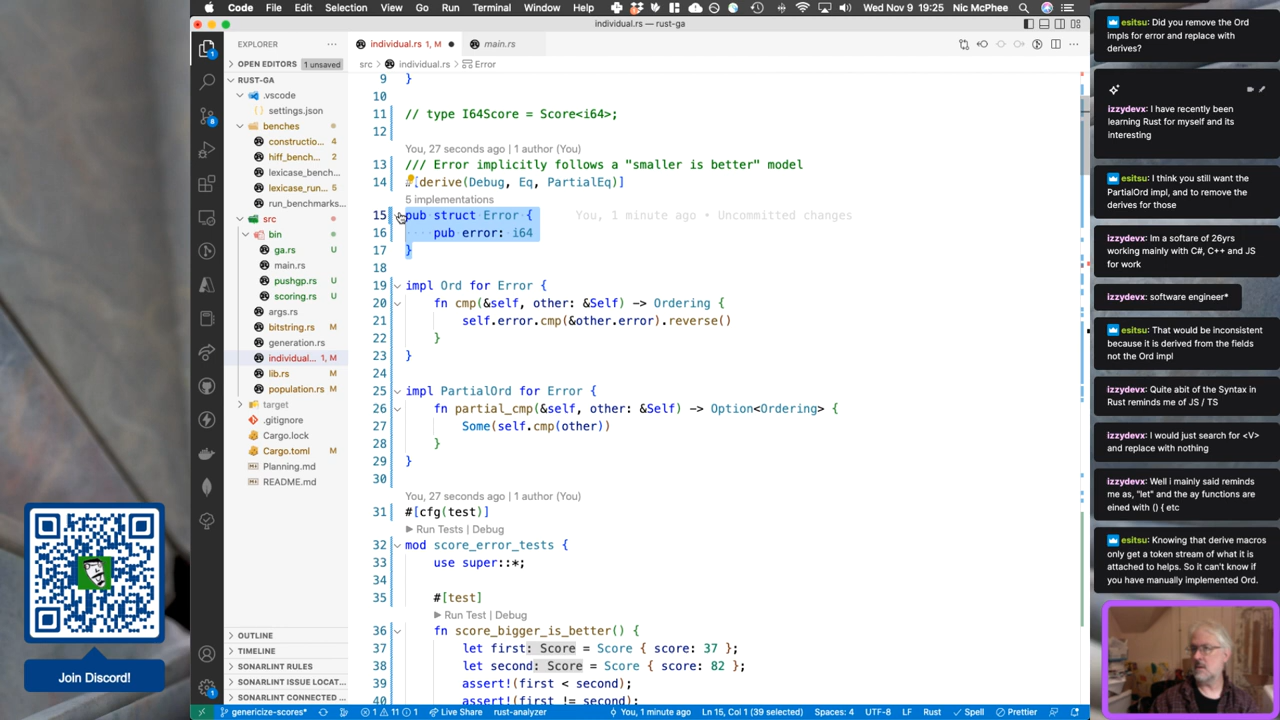 Code File Edit Selection View Go Run Terminal Window Help
Wed Nov 9 19:25 Nic McPhee
individual.rs — rust-ga
EXPLORER
OPEN EDITORS 1 unsaved
RUST-GA
.vscode
settings.json
benches
constructio... 4
hiff_bench... 2
lexicase_bench...
lexicase_run... 5
run_benchmarks...
src
bin
ga.rs U
main.rs
pushgp.rs U
scoring.rs U
args.rs
bitstring.rs M
generation.rs
individual... 1, M
lib.rs M
population.rs M
target
.gitignore
Cargo.lock
Cargo.toml M
Planning.md
README.md
OUTLINE
TIMELINE
SONARLINT RULES
SONARLINT ISSUE LOCAT...
SONARLINT CONNECTED ...
individual.rs 1, M
main.rs
src > individual.rs > Error
9 }
10
11 // type I64Score = Score<i64>;
12
You, 27 seconds ago | 1 author (You)
13 /// Error implicitly follows a "smaller is better" model
14 #[derive(Debug, Eq, PartialEq)]
5 implementations
15 pub struct Error { You, 1 minute ago • Uncommitted changes
16 pub error: i64
17 }
18
19 impl Ord for Error {
20 fn cmp(&self, other: &Self) -> Ordering {
21 self.error.cmp(&other.error).reverse()
22 }
23 }
24
25 impl PartialOrd for Error {
26 fn partial_cmp(&self, other: &Self) -> Option<Ordering> {
27 Some(self.cmp(other))
28 }
29 }
30
You, 27 seconds ago | 1 author (You)
31 #[cfg(test)]
Run Tests | Debug
32 mod score_error_tests {
33 use super::*;
34
35 #[test]
Run Test | Debug
36 fn score_bigger_is_better() {
37 let first: Score = Score { score: 37 };
38 let second: Score = Score { score: 82 };
39 assert!(first < second);
40 assert!(first != second);
genericize-scores* 1 11 1 Live Share rust-analyzer You, 1 minute ago Ln 15, Col 1 (39 selected) Spaces: 4 UTF-8 LF Rust Spell Prettier
Join Discord!
esitsu: Did you remove the Ord
impls for error and replace with
derives?
izzydevx: I have recently been
learning Rust for myself and its
interesting
esitsu: I think you still want the
PartialOrd impl, and to remove the
derives for those
izzydevx: Im a softare of 26yrs
working mainly with C#, C++ and JS
for work
izzydevx: software engineer*
esitsu: That would be inconsistent
because it is derived from the fields
not the Ord impl
izzydevx: Quite abit of the Syntax in
Rust reminds me of JS / TS
izzydevx: I would just search for <V>
and replace with nothing
izzydevx: Well i mainly said reminds
me as, "let" and the ay functions are
eined with () { etc
esitsu: Knowing that derive macros
only get a token stream of what it is
attached to helps. So it can't know if
you have manually implemented Ord.